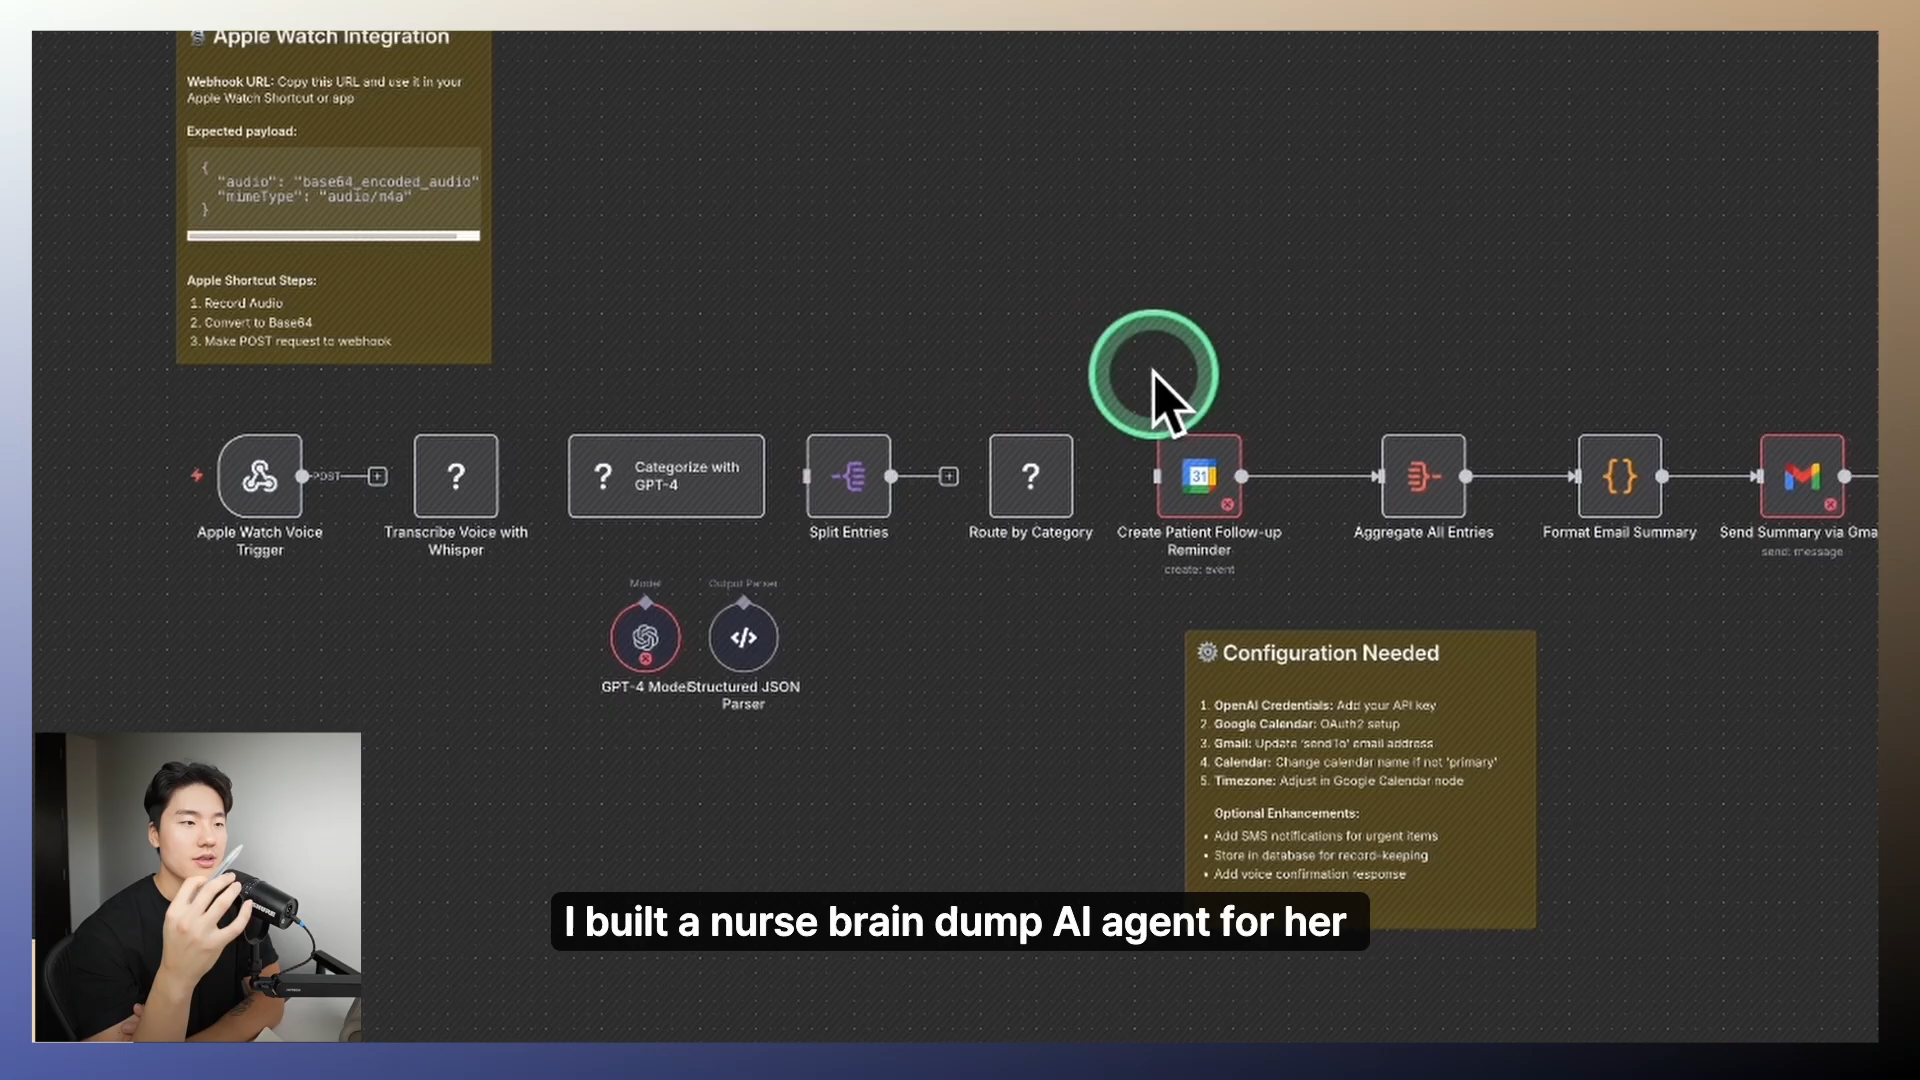 Apple Watch Integration
Webhook URL: Copy this URL and use it in your
Apple Watch Shortcut or app
Expected payload:
{
"audio": "base64_encoded_audio"
"mimeType": "audio/m4a"
}
Apple Shortcut Steps:
1. Record Audio
2. Convert to Base64
3. Make POST request to webhook
POST
Apple Watch Voice
Trigger
?
Transcribe Voice with
Whisper
? Categorize with
GPT-4
Model
Output Parser
GPT-4 Model
</>
Structured JSON
Parser
Split Entries
?
Route by Category
31
Create Patient Follow-up
Reminder
create: event
Aggregate All Entries
{}
Format Email Summary
Send Summary via Gma
send: message
Configuration Needed
1. OpenAI Credentials: Add your API key
2. Google Calendar: OAuth2 setup
3. Gmail: Update 'sendTo' email address
4. Calendar: Change calendar name if not 'primary'
5. Timezone: Adjust in Google Calendar node
Optional Enhancements:
• Add SMS notifications for urgent items
• Store in database for record-keeping
• Add voice confirmation response
SHURE
I built a nurse brain dump AI agent for her